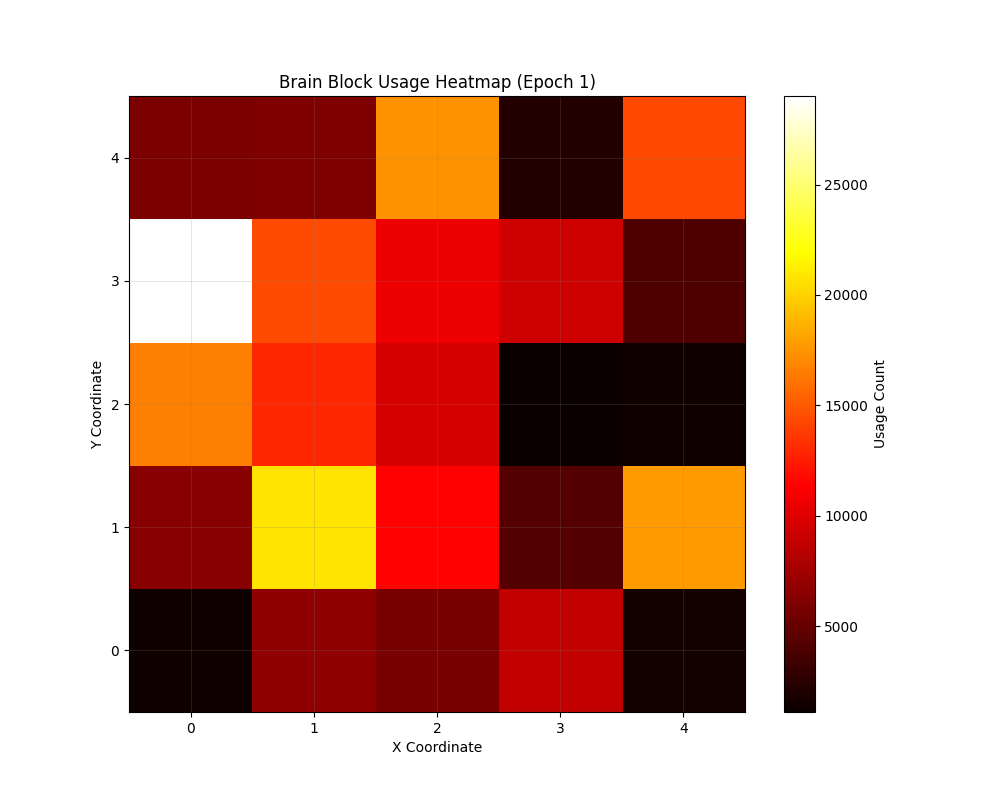 Brain Block Usage Heatmap (Epoch 1)
4
3
2
1
0
Y Coordinate
0 1 2 3 4
X Coordinate
25000
20000
15000
10000
5000
Usage Count